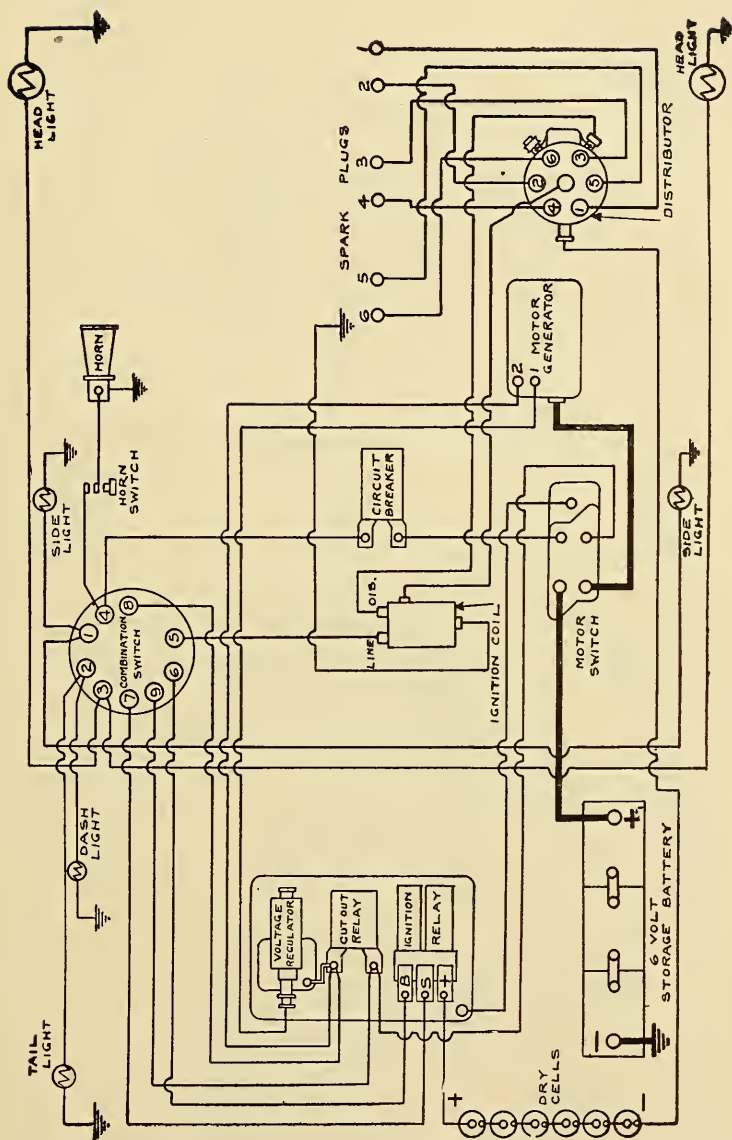 HEAD
LIGHT
HEAD
LIGHT
1
2
3
4
5
6
SPARK PLUGS
6
3
2
5
4
1
DISTRIBUTOR
HORN
HORN
SWITCH
SIDE
LIGHT
CIRCUIT
BREAKER
2
1
MOTOR
GENERATOR
SIDE
LIGHT
COMBINATION
SWITCH
1
4
8
2
3
5
7
9
6
DIB.
LINE
IGNITION COIL
MOTOR
SWITCH
DASH
LIGHT
TAIL
LIGHT
VOLTAGE
REGULATOR
CUT OUT
RELAY
IGNITION
RELAY
B
S
+
+
DRY
CELLS
-
+
6 VOLT
STORAGE BATTERY
-